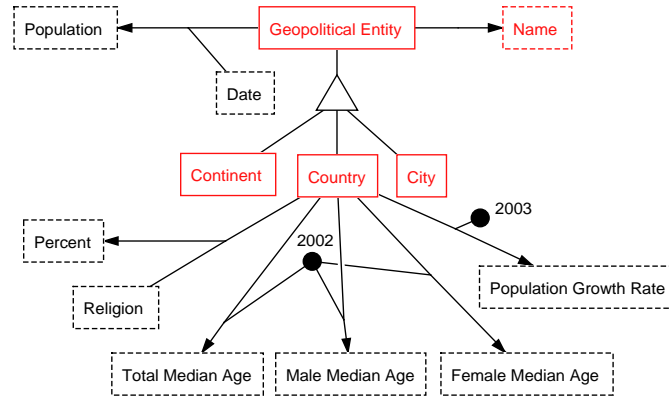 Population
Geopolitical Entity
Name
Date
Continent
Country
City
2003
Percent
2002
Population Growth Rate
Religion
Total Median Age
Male Median Age
Female Median Age